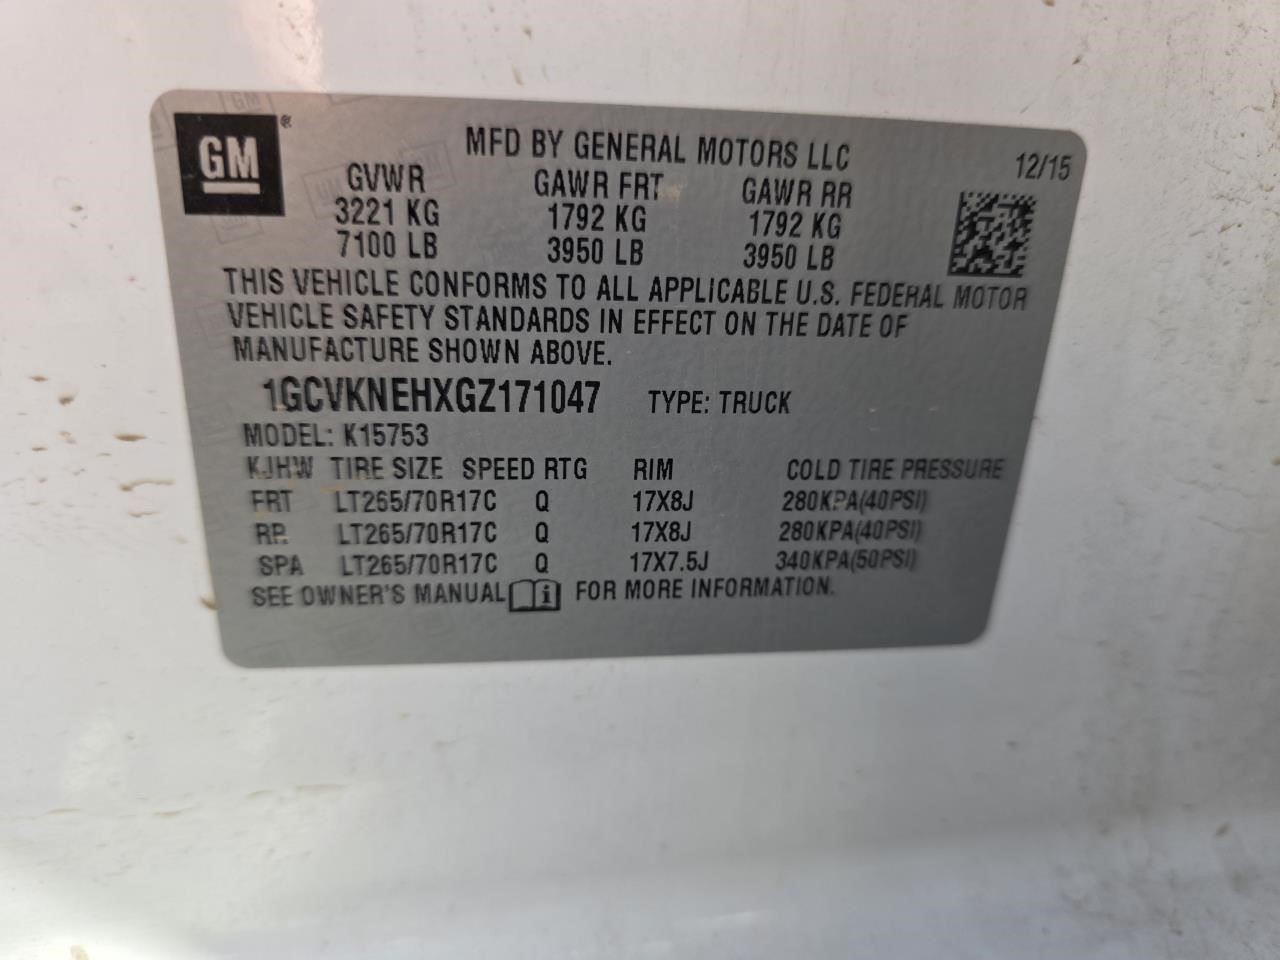 GM ®
MFD BY GENERAL MOTORS LLC 12/15
GVWR GAWR FRT GAWR RR
3221 KG 1792 KG 1792 KG
7100 LB 3950 LB 3950 LB
THIS VEHICLE CONFORMS TO ALL APPLICABLE U.S. FEDERAL MOTOR
VEHICLE SAFETY STANDARDS IN EFFECT ON THE DATE OF
MANUFACTURE SHOWN ABOVE.
1GCVKNEHXGZ171047 TYPE: TRUCK
MODEL: K15753
KJHW TIRE SIZE SPEED RTG RIM COLD TIRE PRESSURE
FRT LT265/70R17C Q 17X8J 280KPA(40PSI)
RR LT265/70R17C Q 17X8J 280KPA(40PSI)
SPA LT265/70R17C Q 17X7.5J 340KPA(50PSI)
SEE OWNER'S MANUAL i FOR MORE INFORMATION.